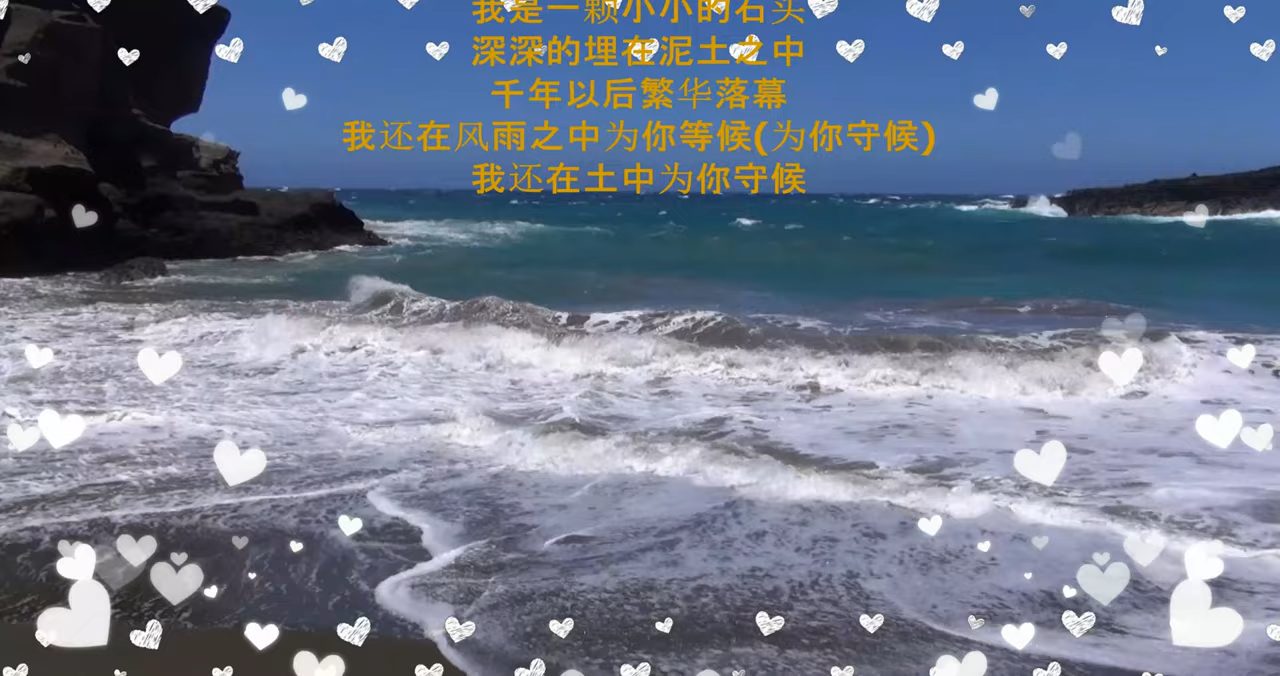 我是一颗小小的石头
深深的埋在泥土之中
千年以后繁华落幕
我还在风雨之中为你等候(为你守候)
我还在土中为你守候